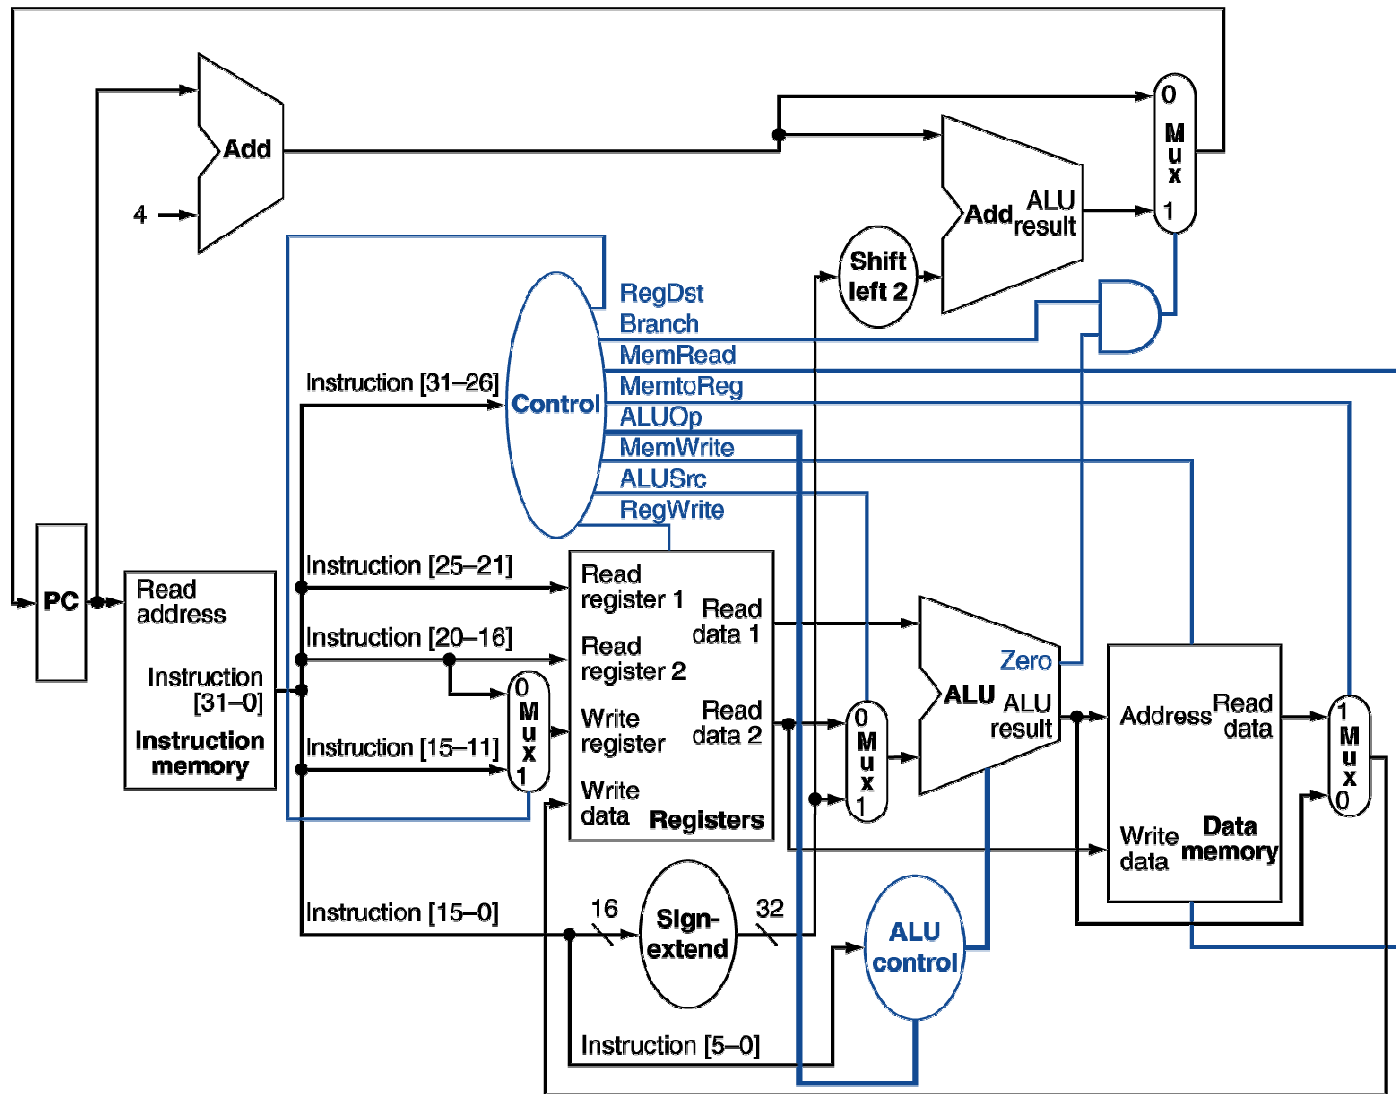 0
M
u
x
1
Add
4
Add
ALU
result
Shift
left 2
RegDst
Branch
MemRead
MemtoReg
ALUOp
MemWrite
ALUSrc
RegWrite
Instruction [31–26]
Control
PC
Read
address
Instruction
[31–0]
Instruction
memory
Instruction [25–21]
Instruction [20–16]
Instruction [15–11]
0
M
u
x
1
Read
register 1
Read
register 2
Write
register
Write
data
Read
data 1
Read
data 2
Registers
0
M
u
x
1
Zero
ALU
ALU
result
Address
Read
data
Write
data
Data
memory
1
M
u
x
0
Instruction [15–0]
16
Sign-
extend
32
ALU
control
Instruction [5–0]